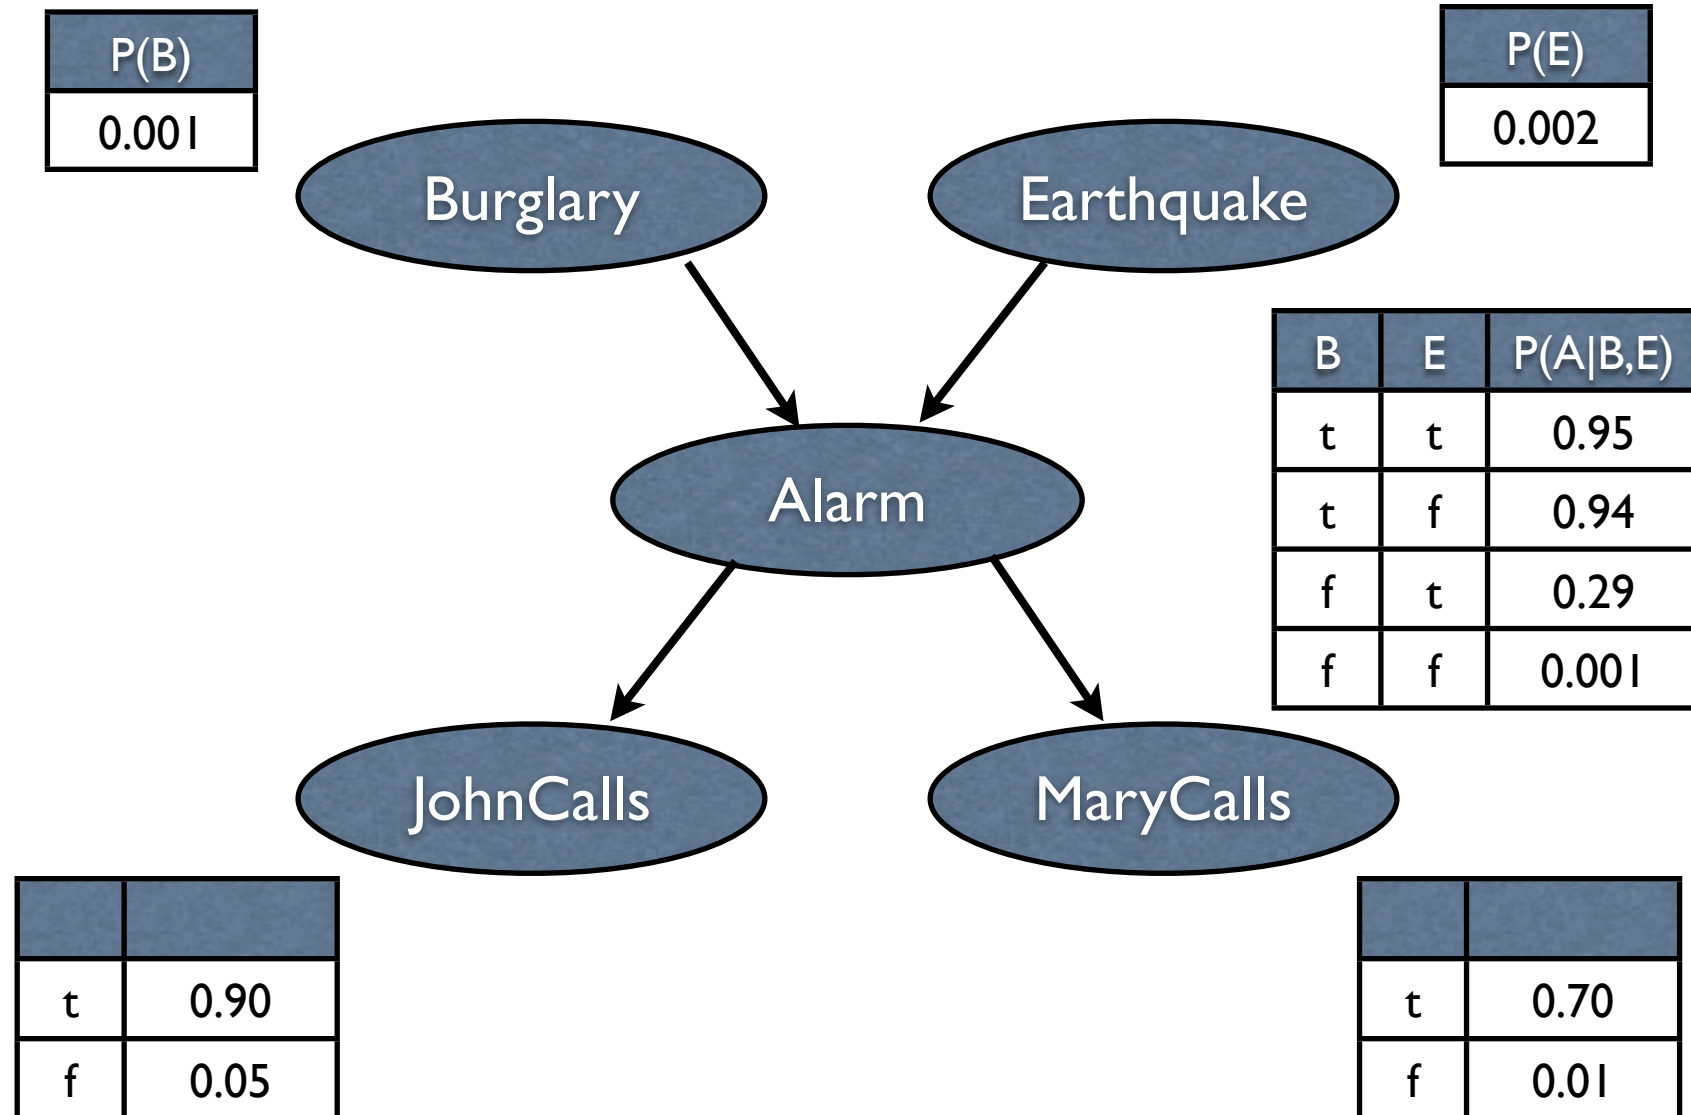 P(B)
0.001
P(E)
0.002
Burglary
Earthquake
B E P(A|B,E)
t t 0.95
t f 0.94
f t 0.29
f f 0.001
Alarm
JohnCalls
MaryCalls
t 0.90
f 0.05
t 0.70
f 0.01